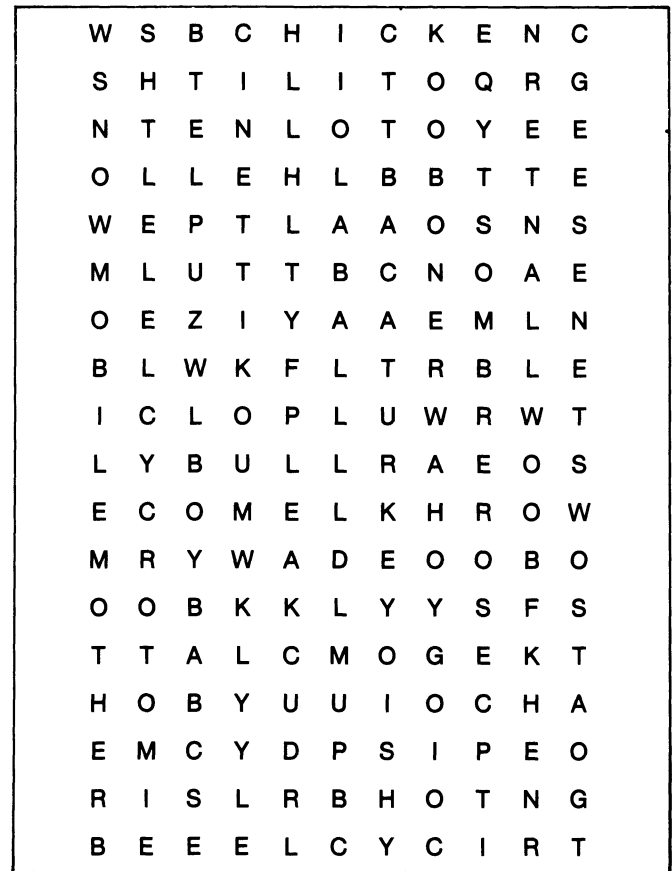 W S B C H I C K E N C
S H T I L I T O Q R G
N T E N L O T O Y E E
O L L E H L B B T T E
W E P T L A A O S N S
M L U T T B C N O A E
O E Z I Y A A E M L N
B L W K F L T R B L E
I C L O P L U W R W T
L Y B U L L R A E O S
E C O M E L K H R O W
M R Y W A D E O O B O
O O B K K L Y Y S F S
T T A L C M O G E K T
H O B Y U U I O C H A
E M C Y D P S I P E O
R I S L R B H O T N G
B E E E L C Y C I R T